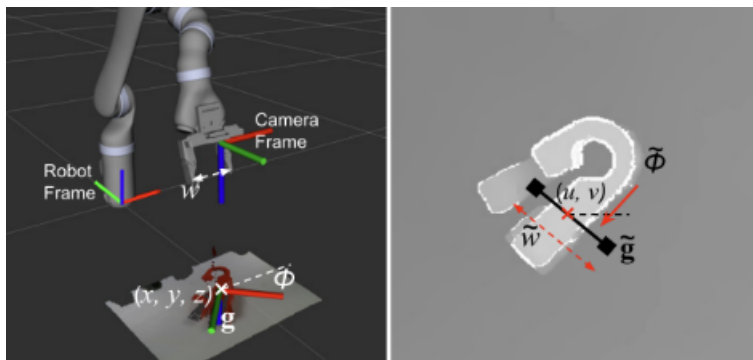 Camera
Frame
Robot
Frame
w
(x, y, z)
ϕ
g
ϕ̃
(u, v)
w̃
g̃